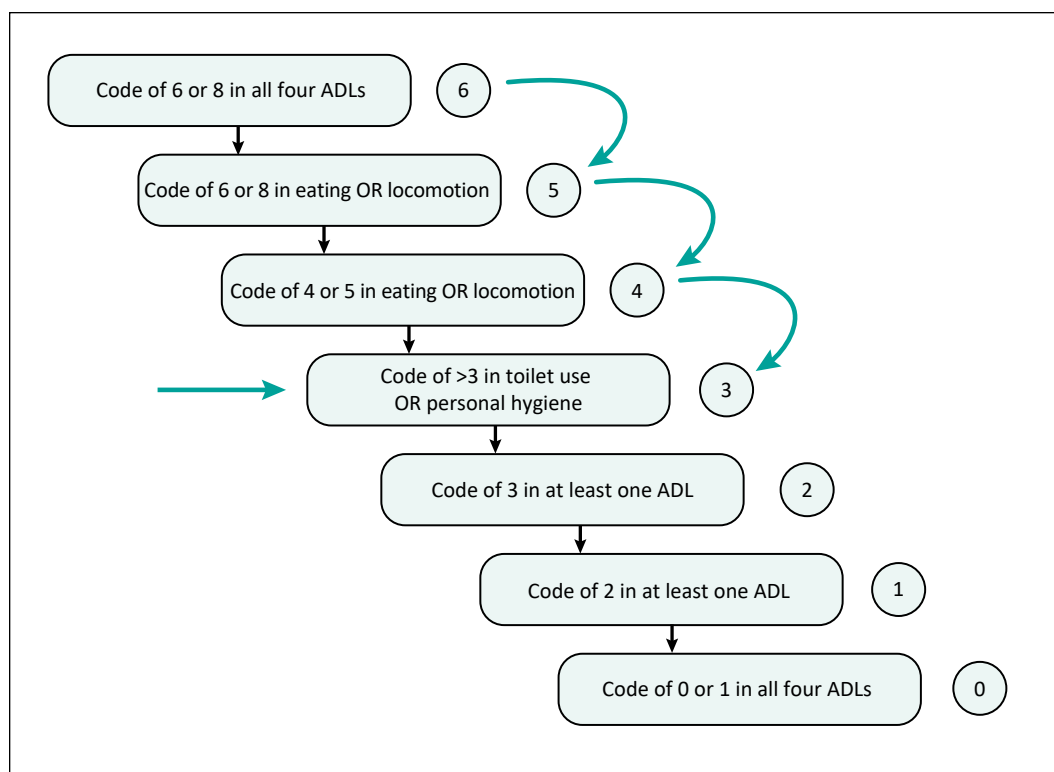 Code of 6 or 8 in all four ADLs
6
Code of 6 or 8 in eating OR locomotion
5
Code of 4 or 5 in eating OR locomotion
4
Code of >3 in toilet use
OR personal hygiene
3
Code of 3 in at least one ADL
2
Code of 2 in at least one ADL
1
Code of 0 or 1 in all four ADLs
0